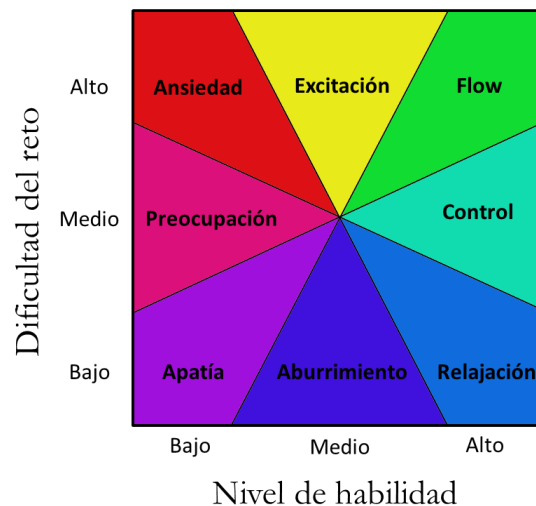 Dificultad del reto
Alto
Ansiedad
Excitación
Flow
Medio
Preocupación
Control
Bajo
Apatía
Aburrimiento
Relajación
Bajo
Medio
Alto
Nivel de habilidad